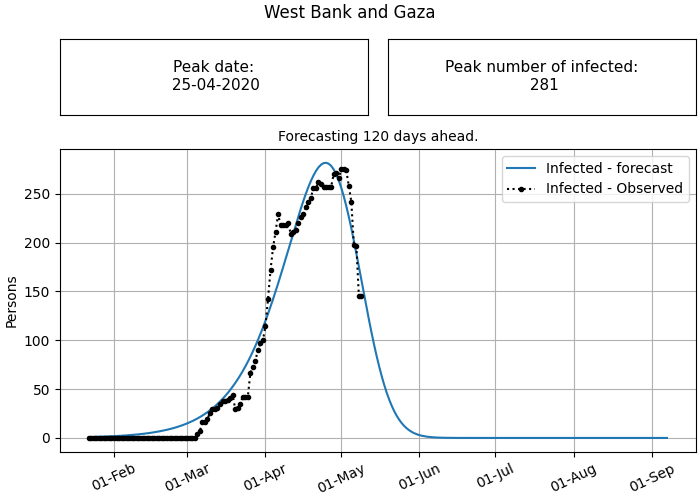 West Bank and Gaza
Peak date:
25-04-2020
Peak number of infected:
281
Forecasting 120 days ahead.
Infected - forecast
Infected - Observed
Persons
250
200
150
100
50
0
01-Feb
01-Mar
01-Apr
01-May
01-Jun
01-Jul
01-Aug
01-Sep